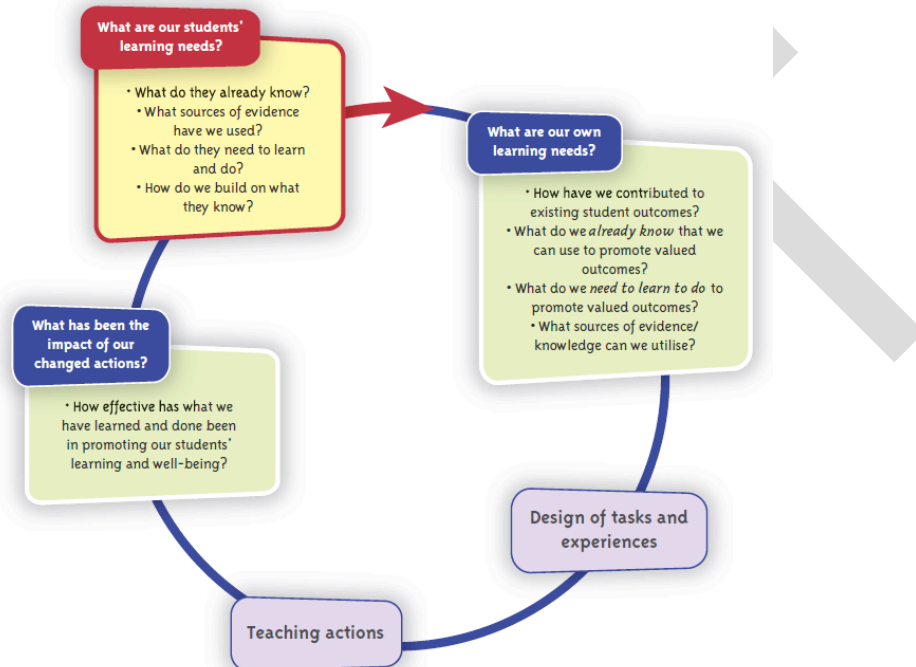 What are our students'
learning needs?
• What do they already know?
• What sources of evidence
have we used?
• What do they need to learn
and do?
• How do we build on what
they know?
What are our own
learning needs?
• How have we contributed to
existing student outcomes?
• What do we already know that we
can use to promote valued
outcomes?
• What do we need to learn to do to
promote valued outcomes?
• What sources of evidence/
knowledge can we utilise?
Design of tasks and
experiences
Teaching actions
What has been the
impact of our
changed actions?
• How effective has what we
have learned and done been
in promoting our students'
learning and well-being?